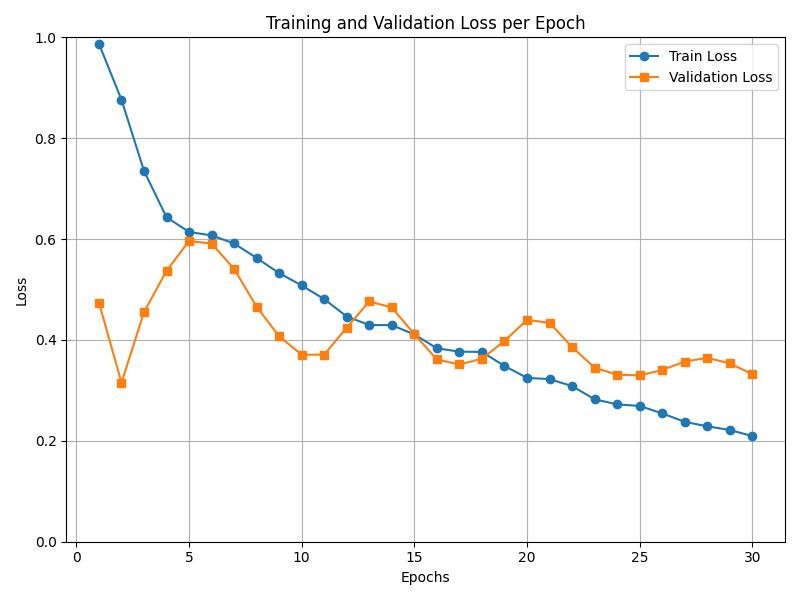 Training and Validation Loss per Epoch
Train Loss
Validation Loss
Loss
1.0
0.8
0.6
0.4
0.2
0.0
0 5 10 15 20 25 30
Epochs